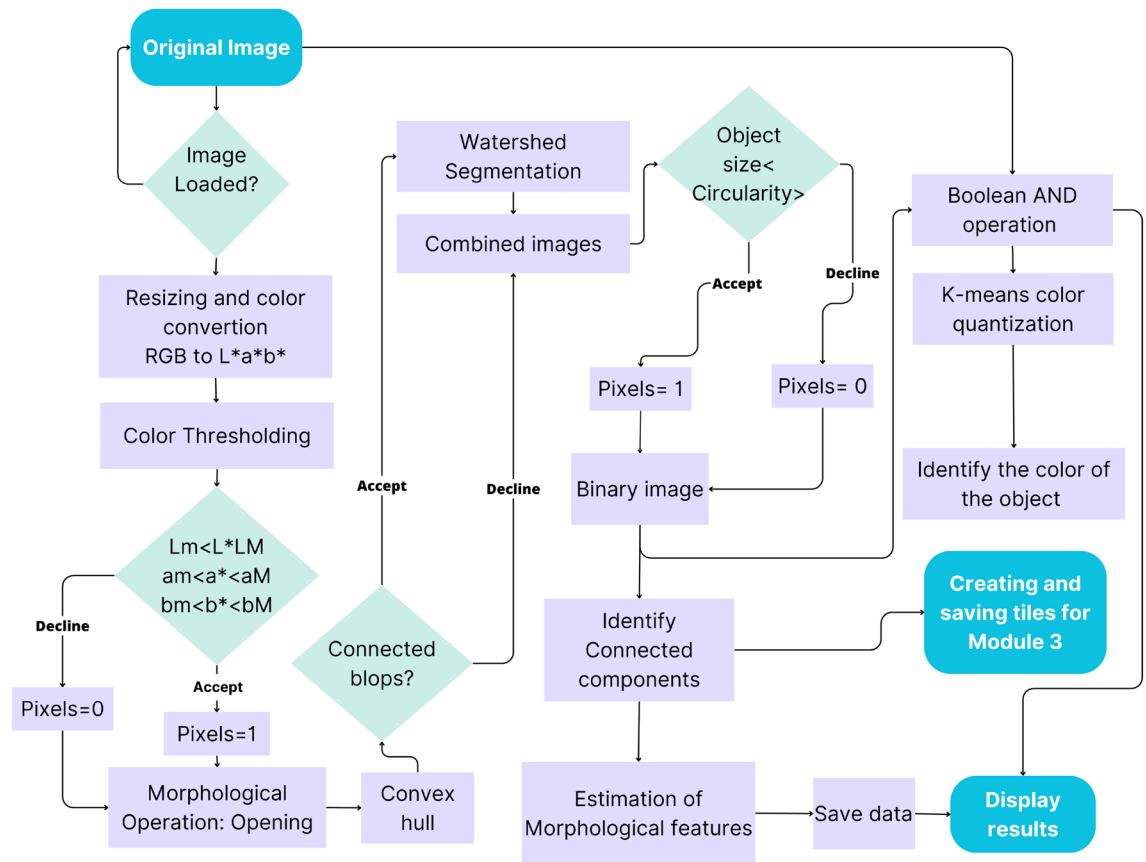 Original Image
Image
Loaded?
Resizing and color
convertion
RGB to L*a*b*
Color Thresholding
Lm<L*LM
am<a*<aM
bm<b*<bM
Decline
Accept
Pixels=0
Pixels=1
Morphological
Operation: Opening
Convex
hull
Connected
blops?
Accept
Decline
Watershed
Segmentation
Combined images
Object
size<
Circularity>
Accept
Decline
Pixels= 1
Pixels= 0
Binary image
Identify
Connected
components
Estimation of
Morphological features
Save data
Boolean AND
operation
K-means color
quantization
Identify the color of
the object
Creating and
saving tiles for
Module 3
Display
results